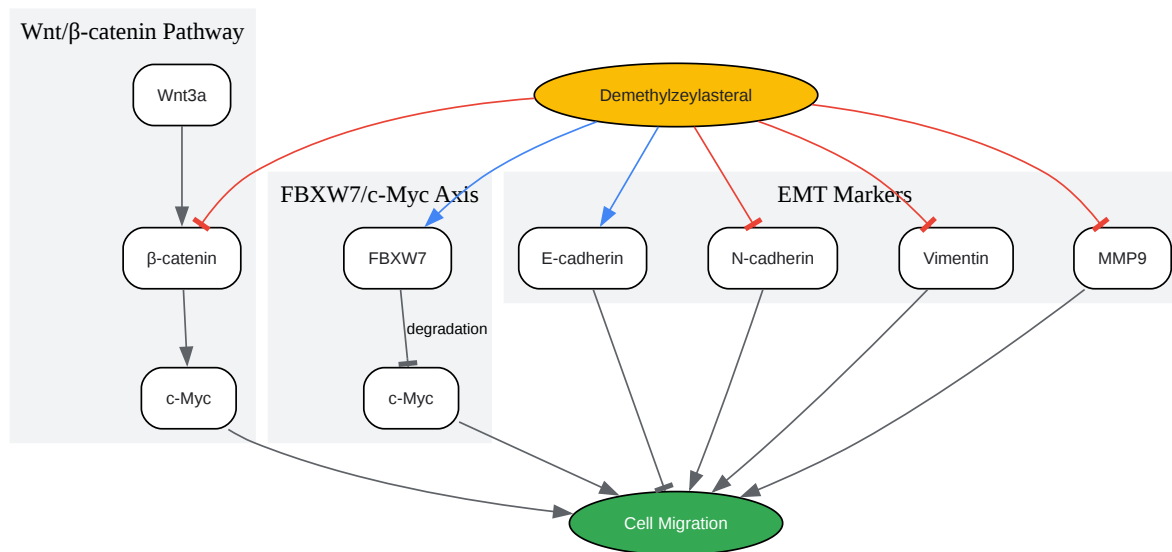 Wnt/β-catenin Pathway
Wnt3a
Demethylzeylasteral
FBXW7/c-Myc Axis
EMT Markers
β-catenin
FBXW7
E-cadherin
N-cadherin
Vimentin
MMP9
degradation
c-Myc
c-Myc
Cell Migration